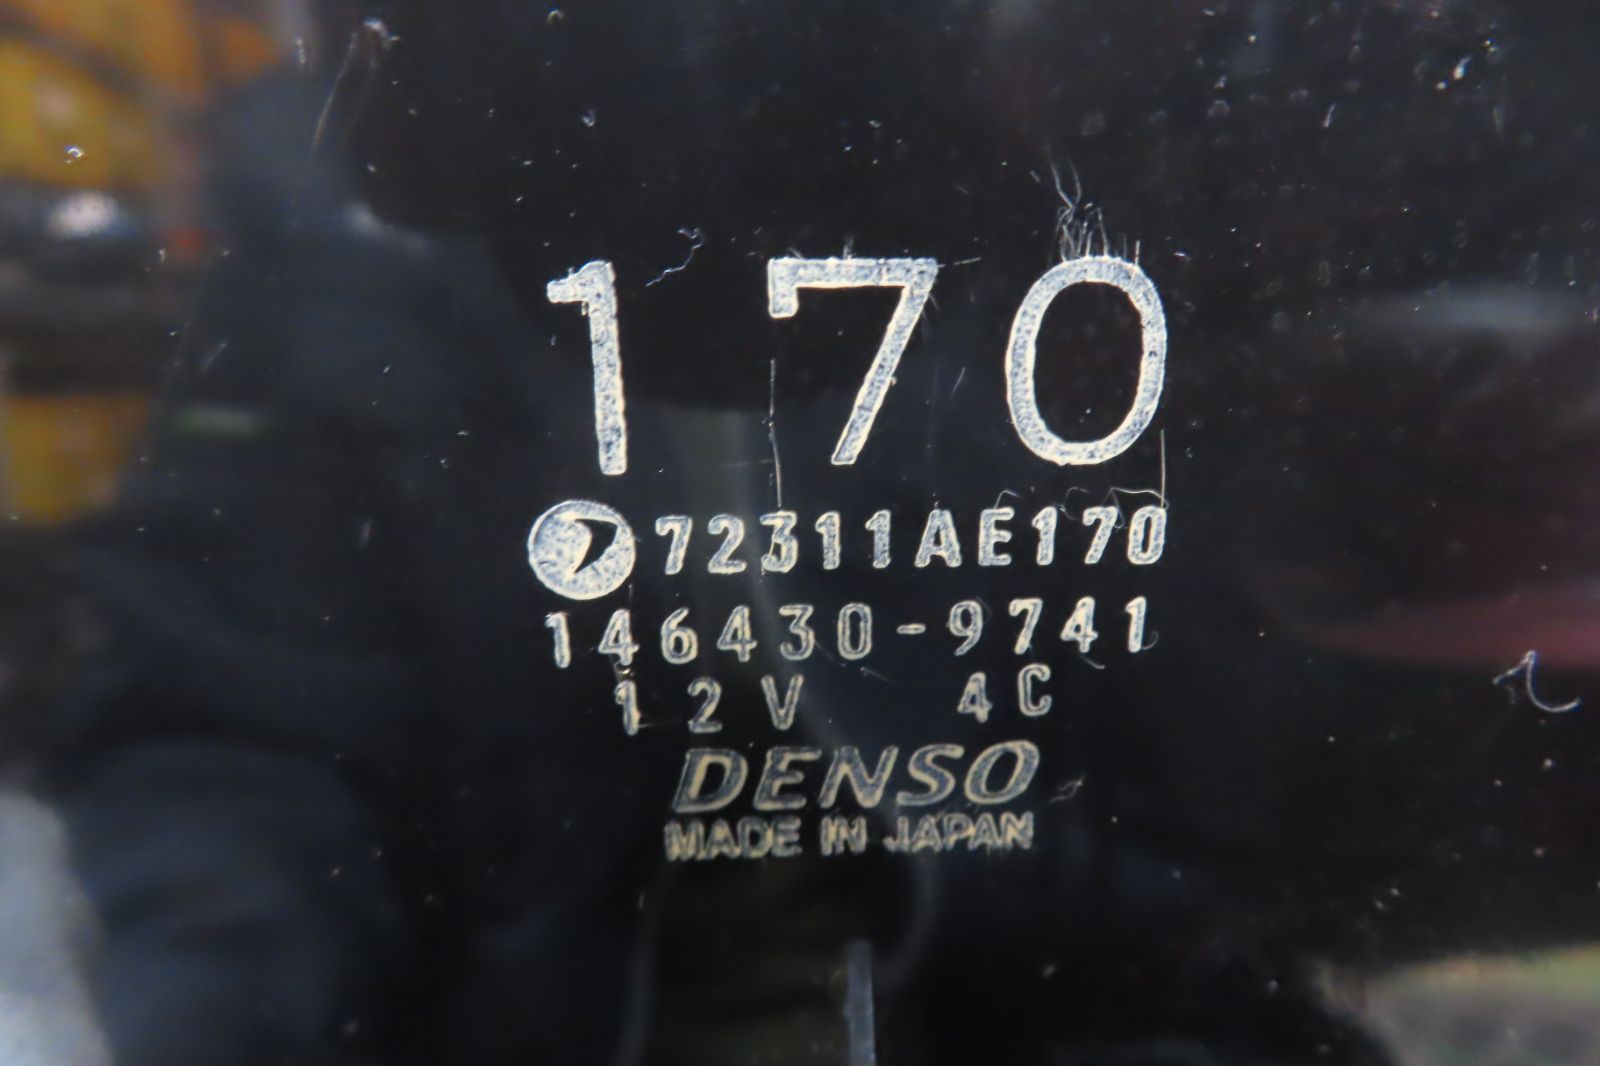 170
72311AE170
146430-9741
12V 4C
DENSO
MADE IN JAPAN